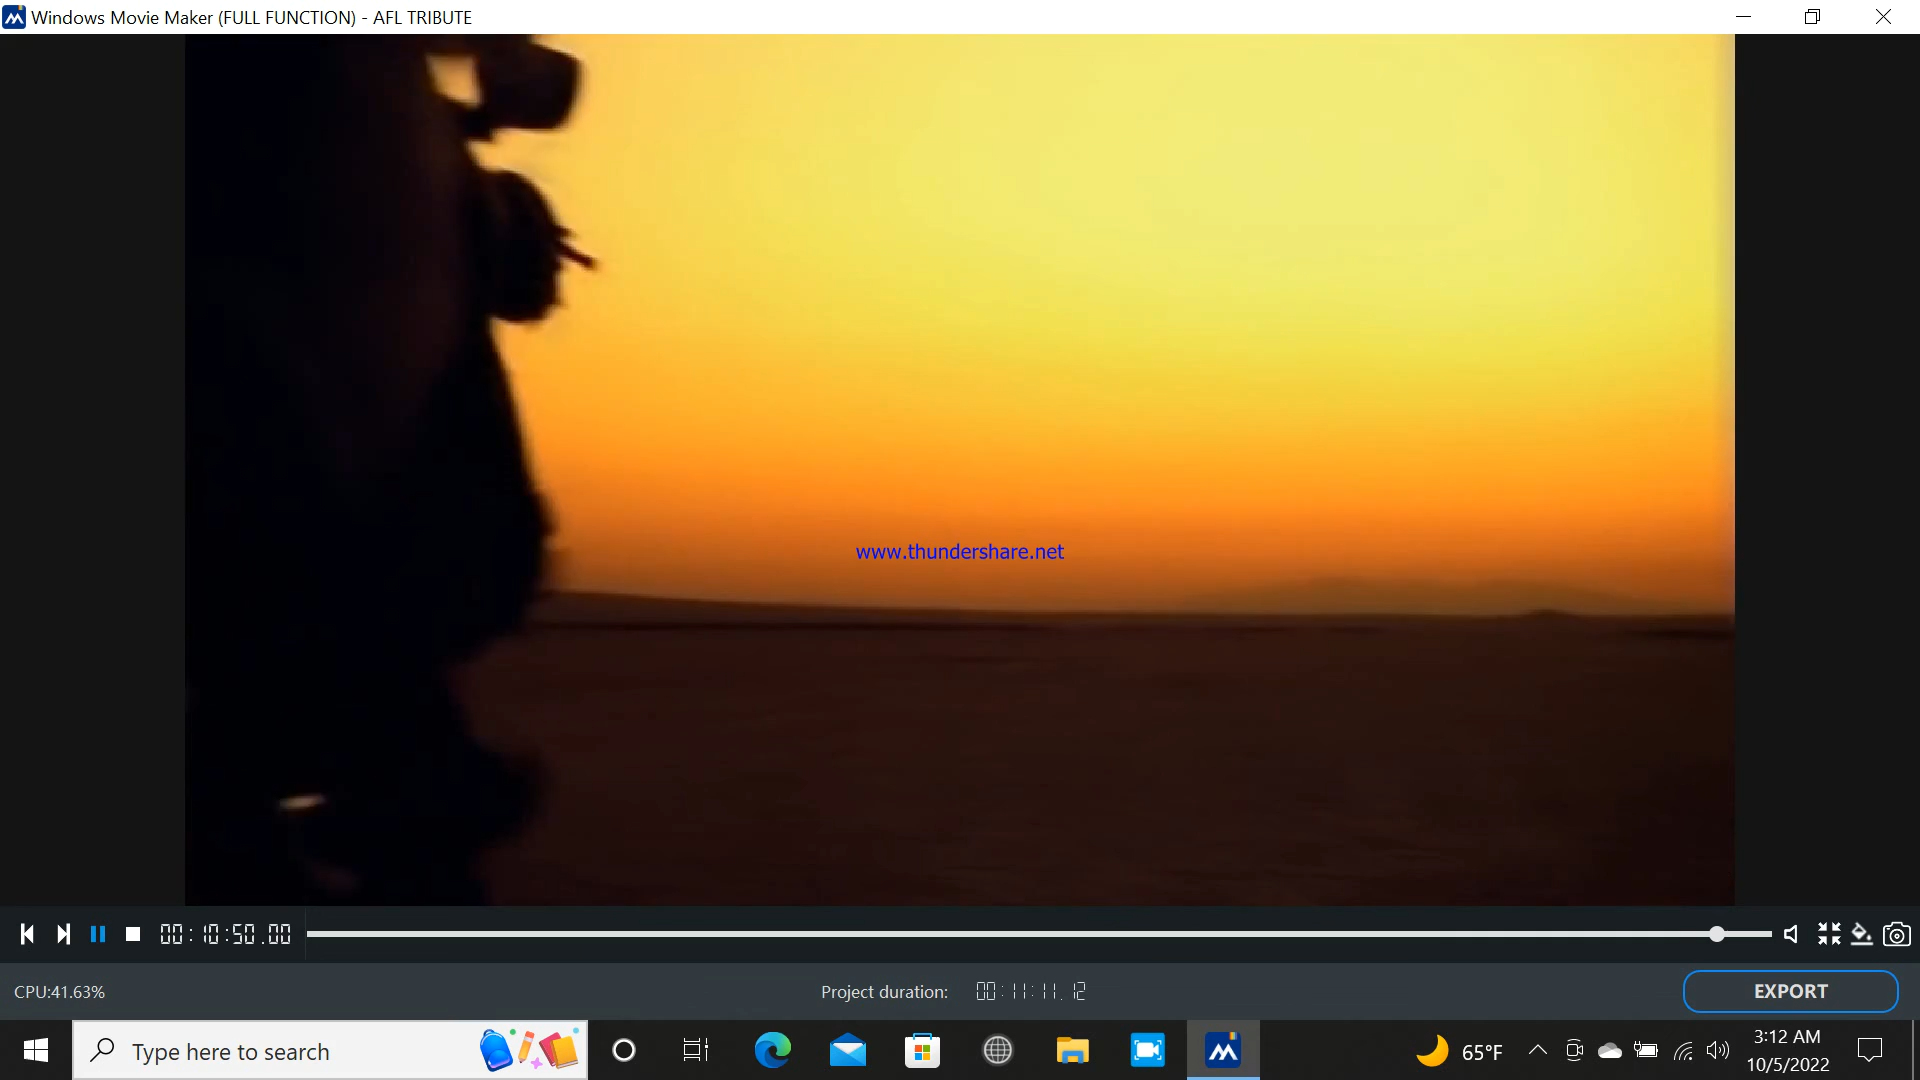 Windows Movie Maker (FULL FUNCTION) - AFL TRIBUTE
www.thundershare.net
00:10:50.00
CPU:41.63%
Project duration: 00:11:11.12
EXPORT
Type here to search
65°F
3:12 AM
10/5/2022